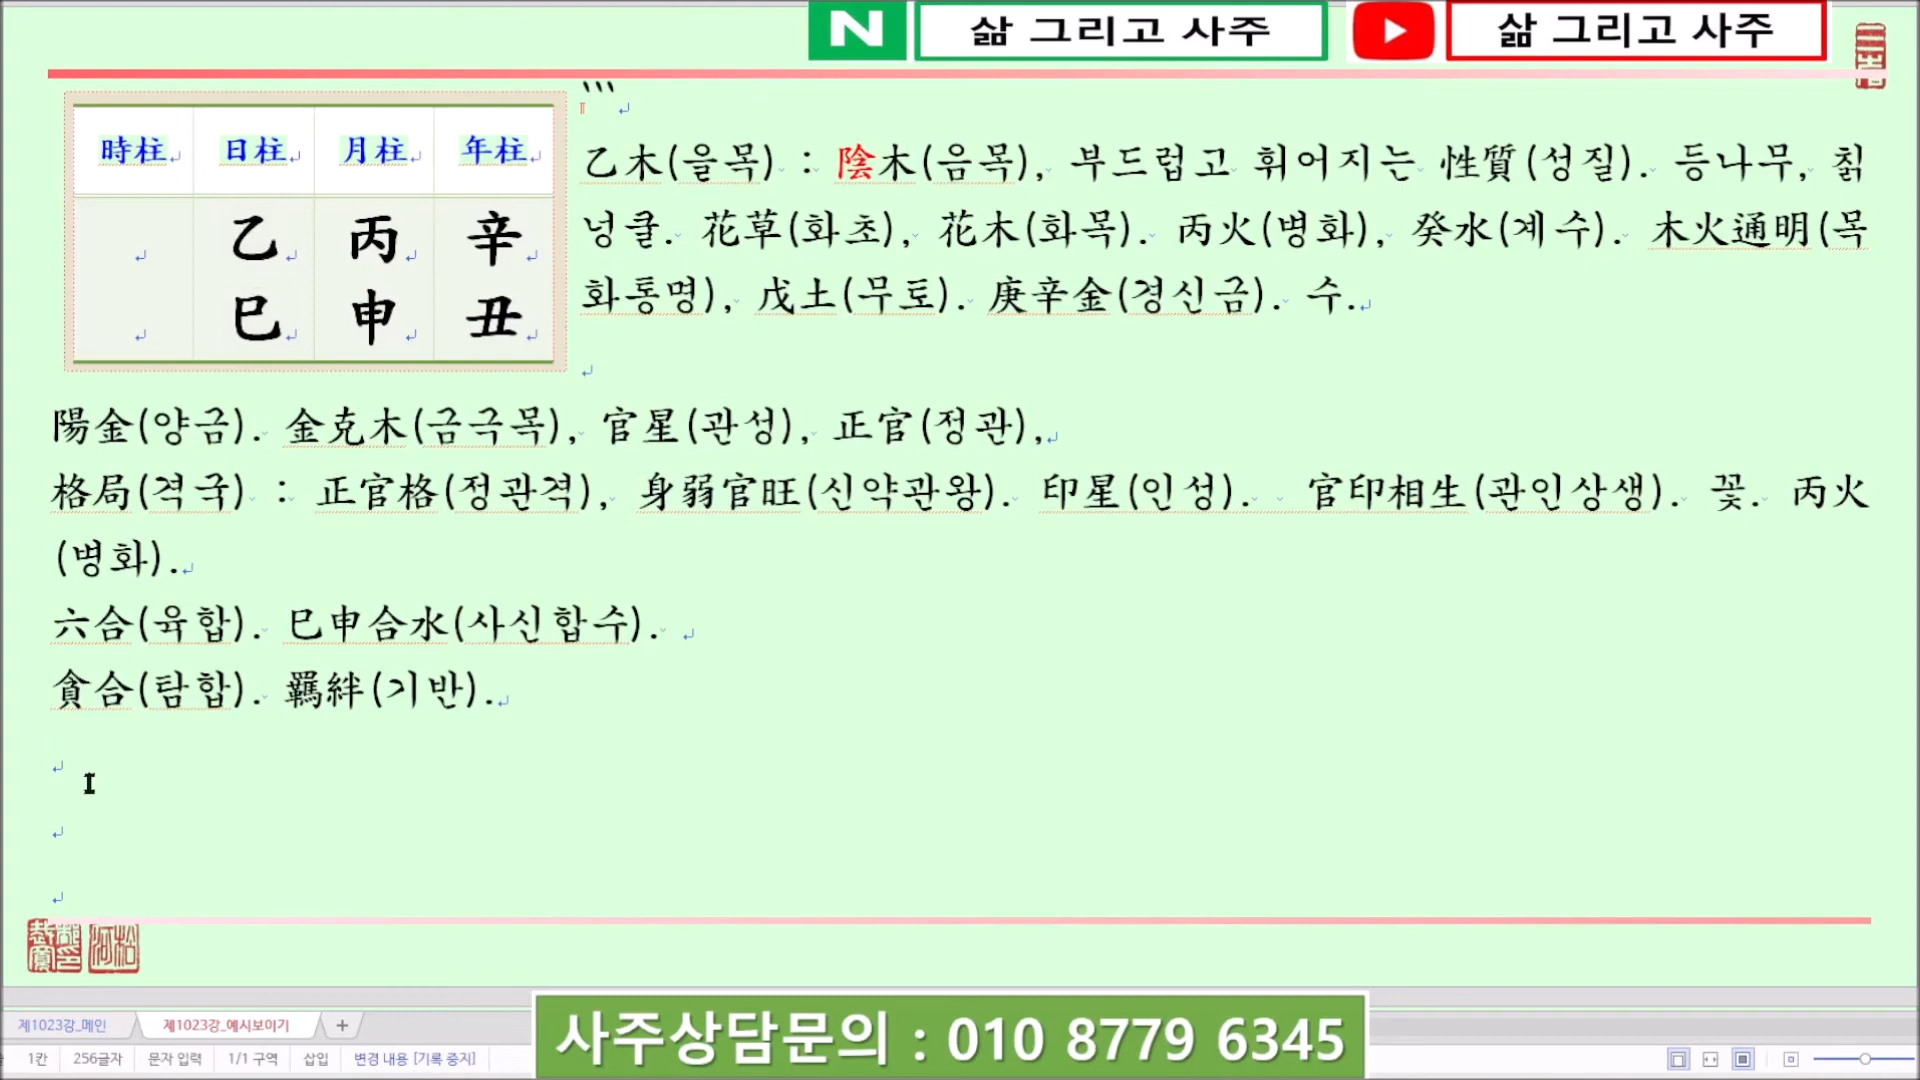 N 삶 그리고 사주 삶 그리고 사주
時柱 日柱 月柱 年柱
乙 丙 辛
巳 申 丑
乙木(을목) : 陰木(음목), 부드럽고 휘어지는 性質(성질). 등나무, 칡
넝쿨. 花草(화초), 花木(화목). 丙火(병화), 癸水(계수). 木火通明(목
화통명), 戊土(무토). 庚辛金(경신금). 수.
陽金(양금). 金克木(금극목), 官星(관성), 正官(정관),
格局(격국) : 正官格(정관격), 身弱官旺(신약관왕). 印星(인성). 官印相生(관인상생). 꽃. 丙火
(병화).
六合(육합). 巳申合水(사신합수).
貪合(탐합). 羈絆(기반).
제1023강_메인 제1023강_예시보이기 +
1칸 256글자 문자 입력 1/1 구역 삽입 변경 내용 [기록 중지]
사주상담문의 : 010 8779 6345